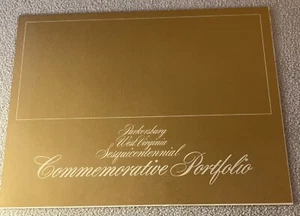 Parkersburg
West Virginia
Sesquicentennial
Commemorative Portfolio